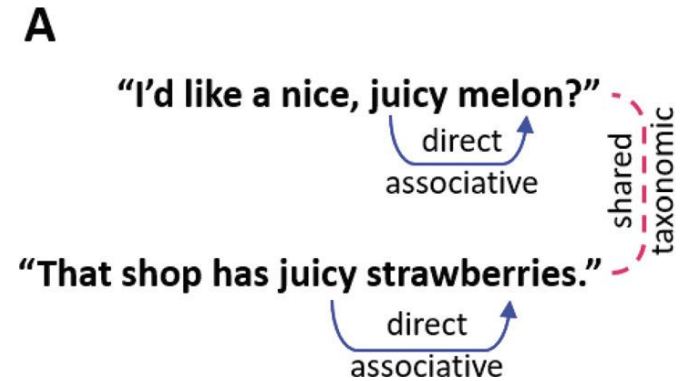 A
“I’d like a nice, juicy melon?”
direct
associative
shared
taxonomic
“That shop has juicy strawberries.”
direct
associative